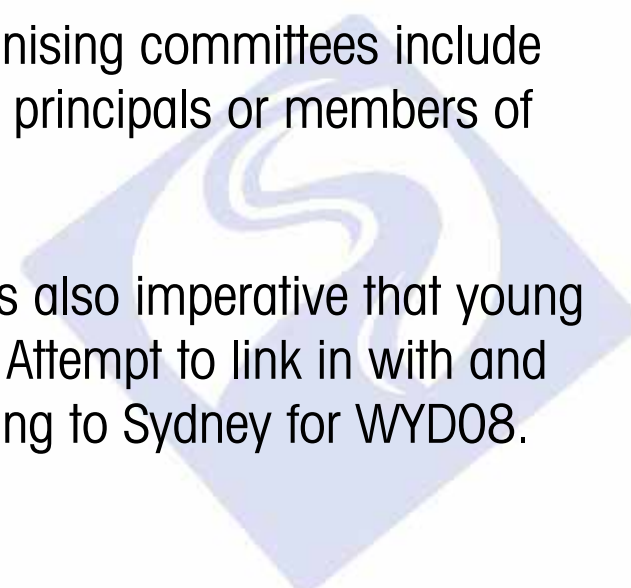 nising committees include
principals or members of
s also imperative that young
Attempt to link in with and
ng to Sydney for WYD08.